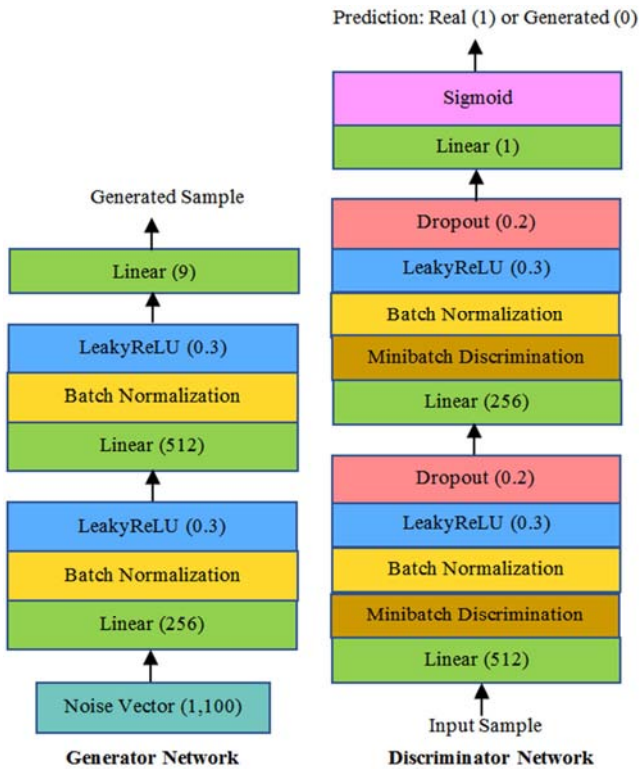 Prediction: Real (1) or Generated (0)
Sigmoid
Linear (1)
Dropout (0.2)
LeakyReLU (0.3)
Batch Normalization
Minibatch Discrimination
Linear (256)
Dropout (0.2)
LeakyReLU (0.3)
Batch Normalization
Minibatch Discrimination
Linear (512)
Input Sample
Discriminator Network
Generated Sample
Linear (9)
LeakyReLU (0.3)
Batch Normalization
Linear (512)
LeakyReLU (0.3)
Batch Normalization
Linear (256)
Noise Vector (1,100)
Generator Network